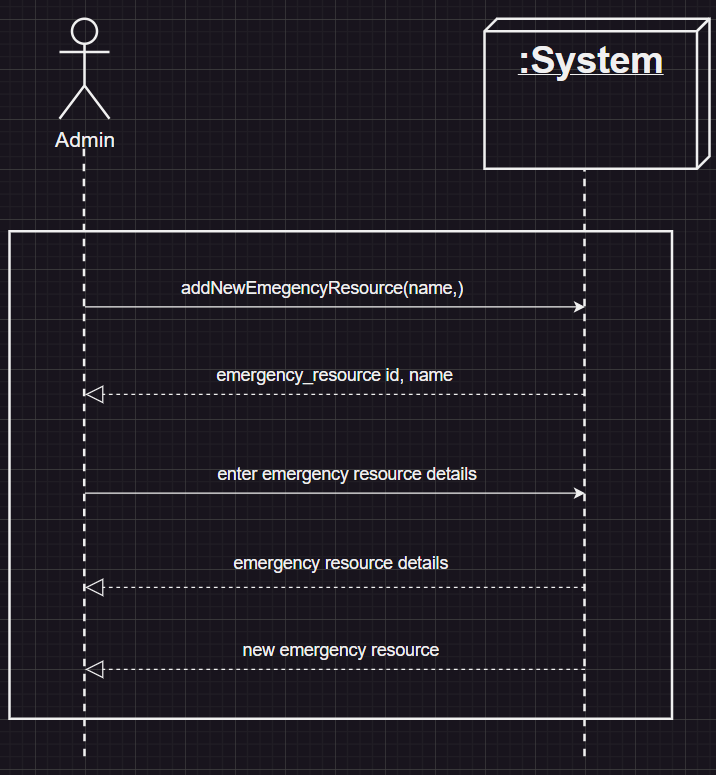 :System
Admin
addNewEmegencyResource(name,)
emergency_resource id, name
enter emergency resource details
emergency resource details
new emergency resource